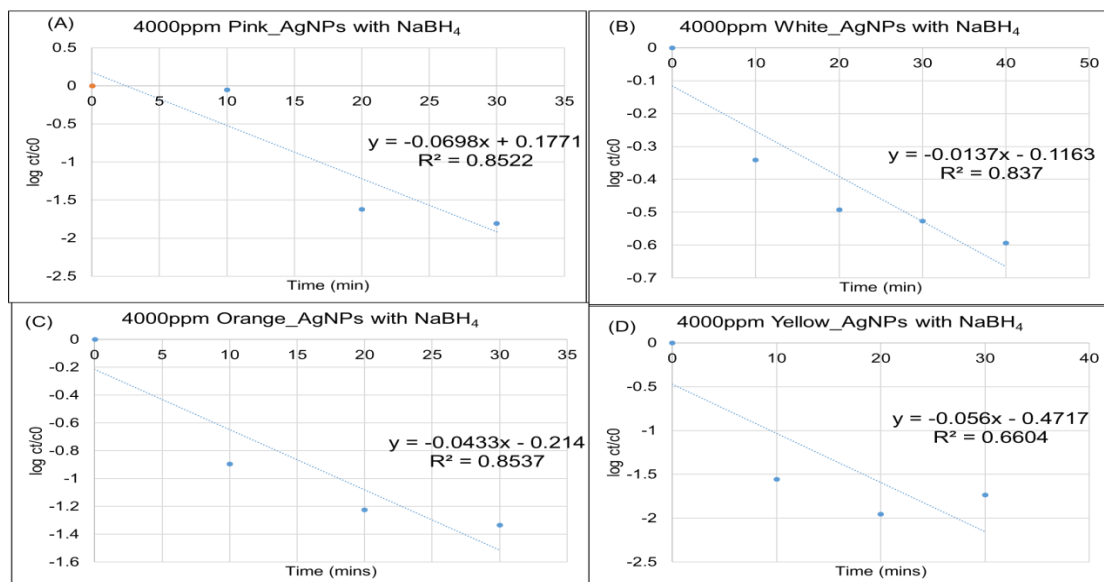 (A)
4000ppm Pink_AgNPs with NaBH₄
0.5
0
-0.5
-1
-1.5
-2
-2.5
0 5 10 15 20 25 30 35
y = -0.0698x + 0.1771
R² = 0.8522
log ct/c0
Time (min)
(B)
4000ppm White_AgNPs with NaBH₄
0
-0.1
-0.2
-0.3
-0.4
-0.5
-0.6
-0.7
0 10 20 30 40 50
y = -0.0137x - 0.1163
R² = 0.837
log ct/c0
Time (min)
(C)
4000ppm Orange_AgNPs with NaBH₄
0
-0.2
-0.4
-0.6
-0.8
-1
-1.2
-1.4
-1.6
0 5 10 15 20 25 30 35
y = -0.0433x - 0.214
R² = 0.8537
log ct/c0
Time (mins)
(D)
4000ppm Yellow_AgNPs with NaBH₄
0
-0.5
-1
-1.5
-2
-2.5
0 10 20 30 40
y = -0.056x - 0.4717
R² = 0.6604
log ct/c0
Time (mins)